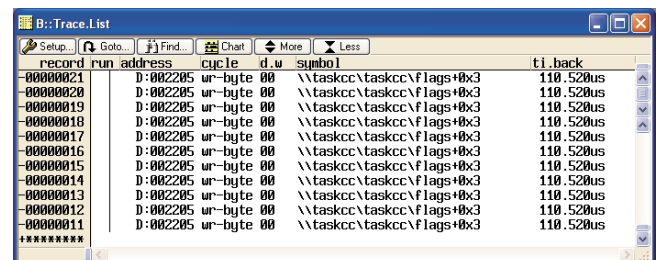 B::Trace.List
Setup... Goto... Find... Chart More Less
record run address cycle d.w symbol ti.back
-00000021 D:002205 wr-byte 00 \\taskcc\taskcc\flags+0x3 110.520us
-00000020 D:002205 wr-byte 00 \\taskcc\taskcc\flags+0x3 110.520us
-00000019 D:002205 wr-byte 00 \\taskcc\taskcc\flags+0x3 110.520us
-00000018 D:002205 wr-byte 00 \\taskcc\taskcc\flags+0x3 110.520us
-00000017 D:002205 wr-byte 00 \\taskcc\taskcc\flags+0x3 110.520us
-00000016 D:002205 wr-byte 00 \\taskcc\taskcc\flags+0x3 110.520us
-00000015 D:002205 wr-byte 00 \\taskcc\taskcc\flags+0x3 110.520us
-00000014 D:002205 wr-byte 00 \\taskcc\taskcc\flags+0x3 110.520us
-00000013 D:002205 wr-byte 00 \\taskcc\taskcc\flags+0x3 110.520us
-00000012 D:002205 wr-byte 00 \\taskcc\taskcc\flags+0x3 110.520us
-00000011 D:002205 wr-byte 00 \\taskcc\taskcc\flags+0x3 110.520us
+********